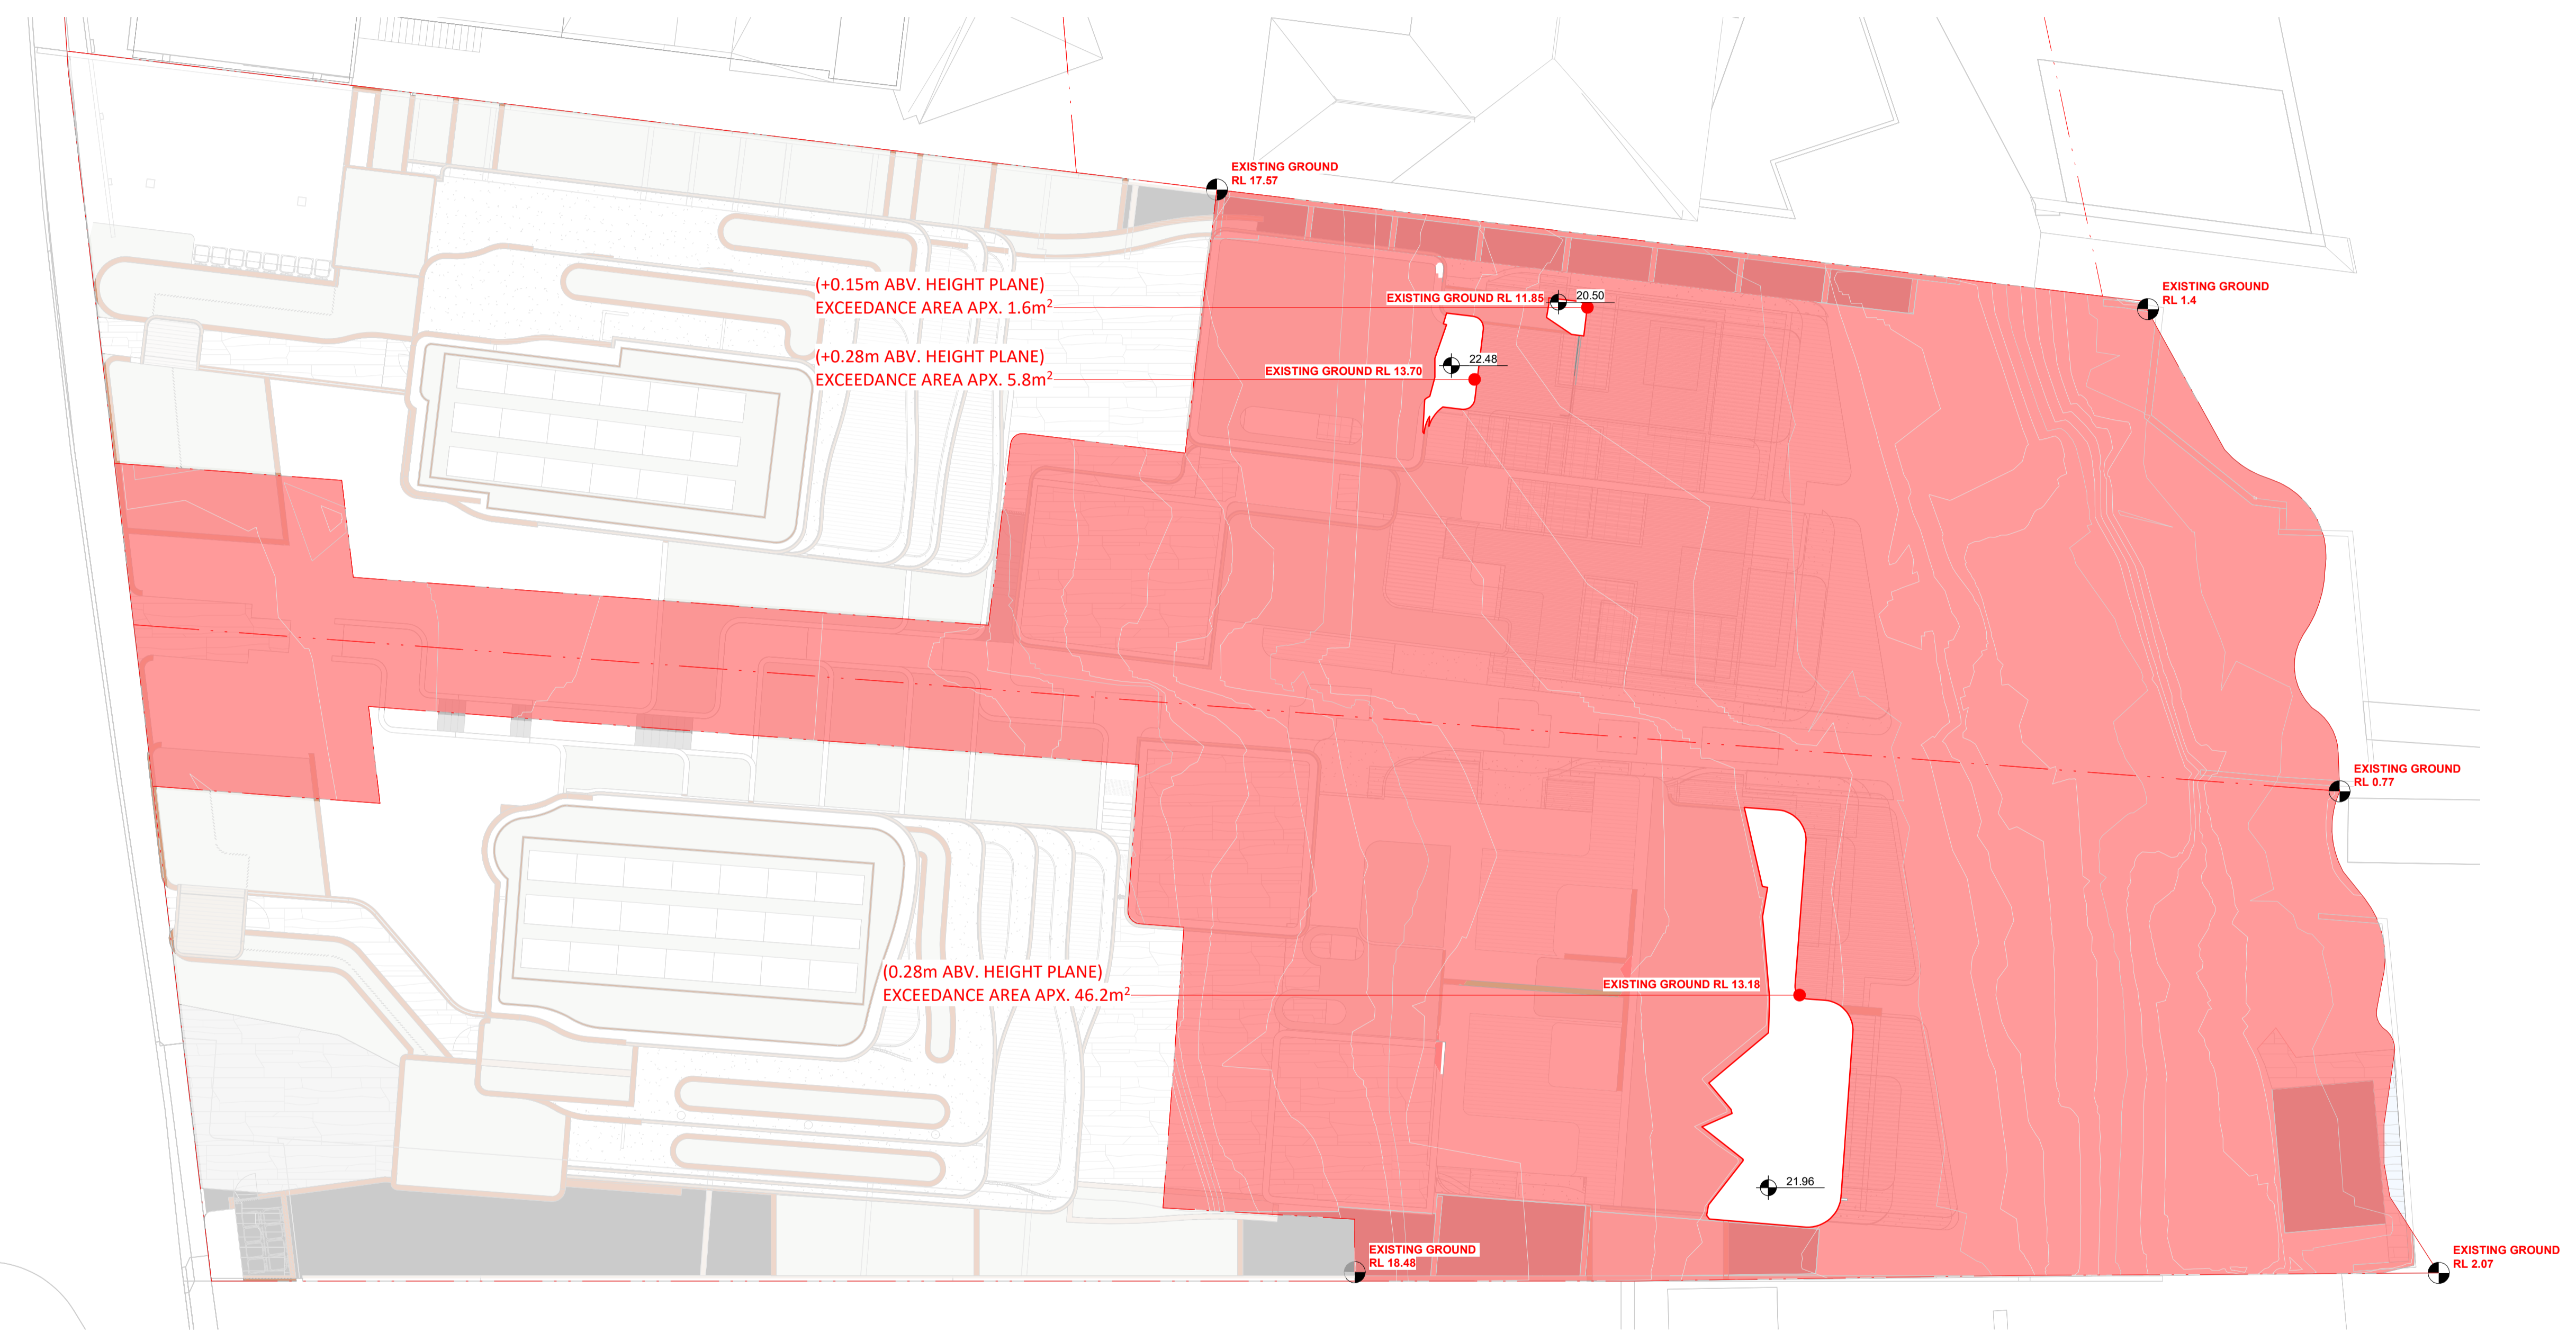 EXISTING GROUND
RL 17.57
(+0.15m ABV. HEIGHT PLANE)
EXCEEDANCE AREA APX. 1.6m²
EXISTING GROUND RL 11.85
20.50
EXISTING GROUND
RL 1.4
(+0.28m ABV. HEIGHT PLANE)
EXCEEDANCE AREA APX. 5.8m²
EXISTING GROUND RL 13.70
22.48
EXISTING GROUND
RL 0.77
(0.28m ABV. HEIGHT PLANE)
EXCEEDANCE AREA APX. 46.2m²
EXISTING GROUND RL 13.18
21.96
EXISTING GROUND
RL 18.48
EXISTING GROUND
RL 2.07